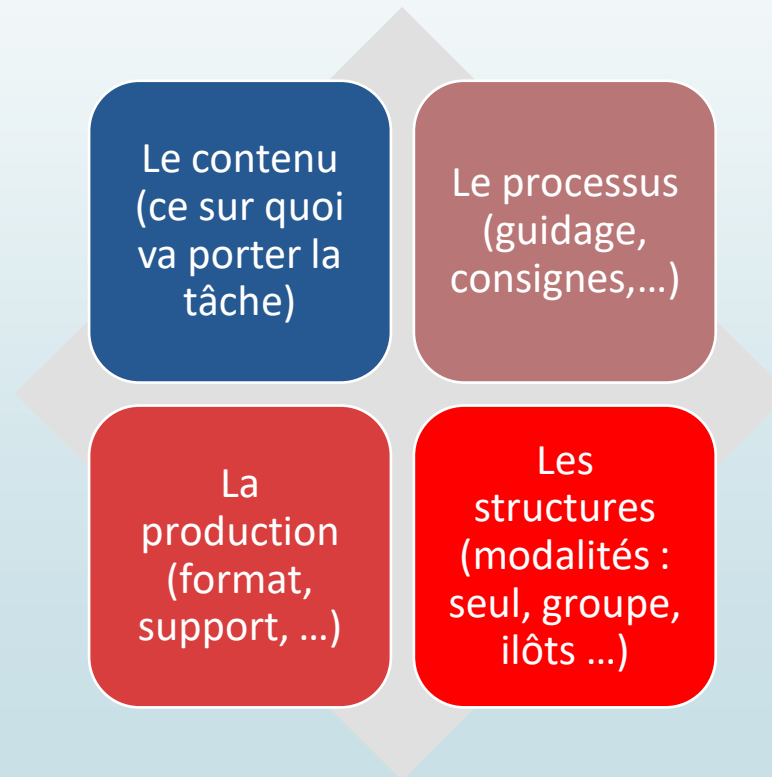 Le contenu
(ce sur quoi
va porter la
tâche)
Le processus
(guidage,
consignes,…)
La
production
(format,
support, …)
Les
structures
(modalités :
seul, groupe,
ilôts …)